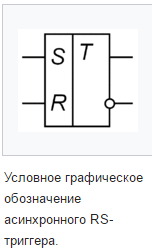 S T
R
Условное графическое
обозначение
асинхронного RS-
триггера.